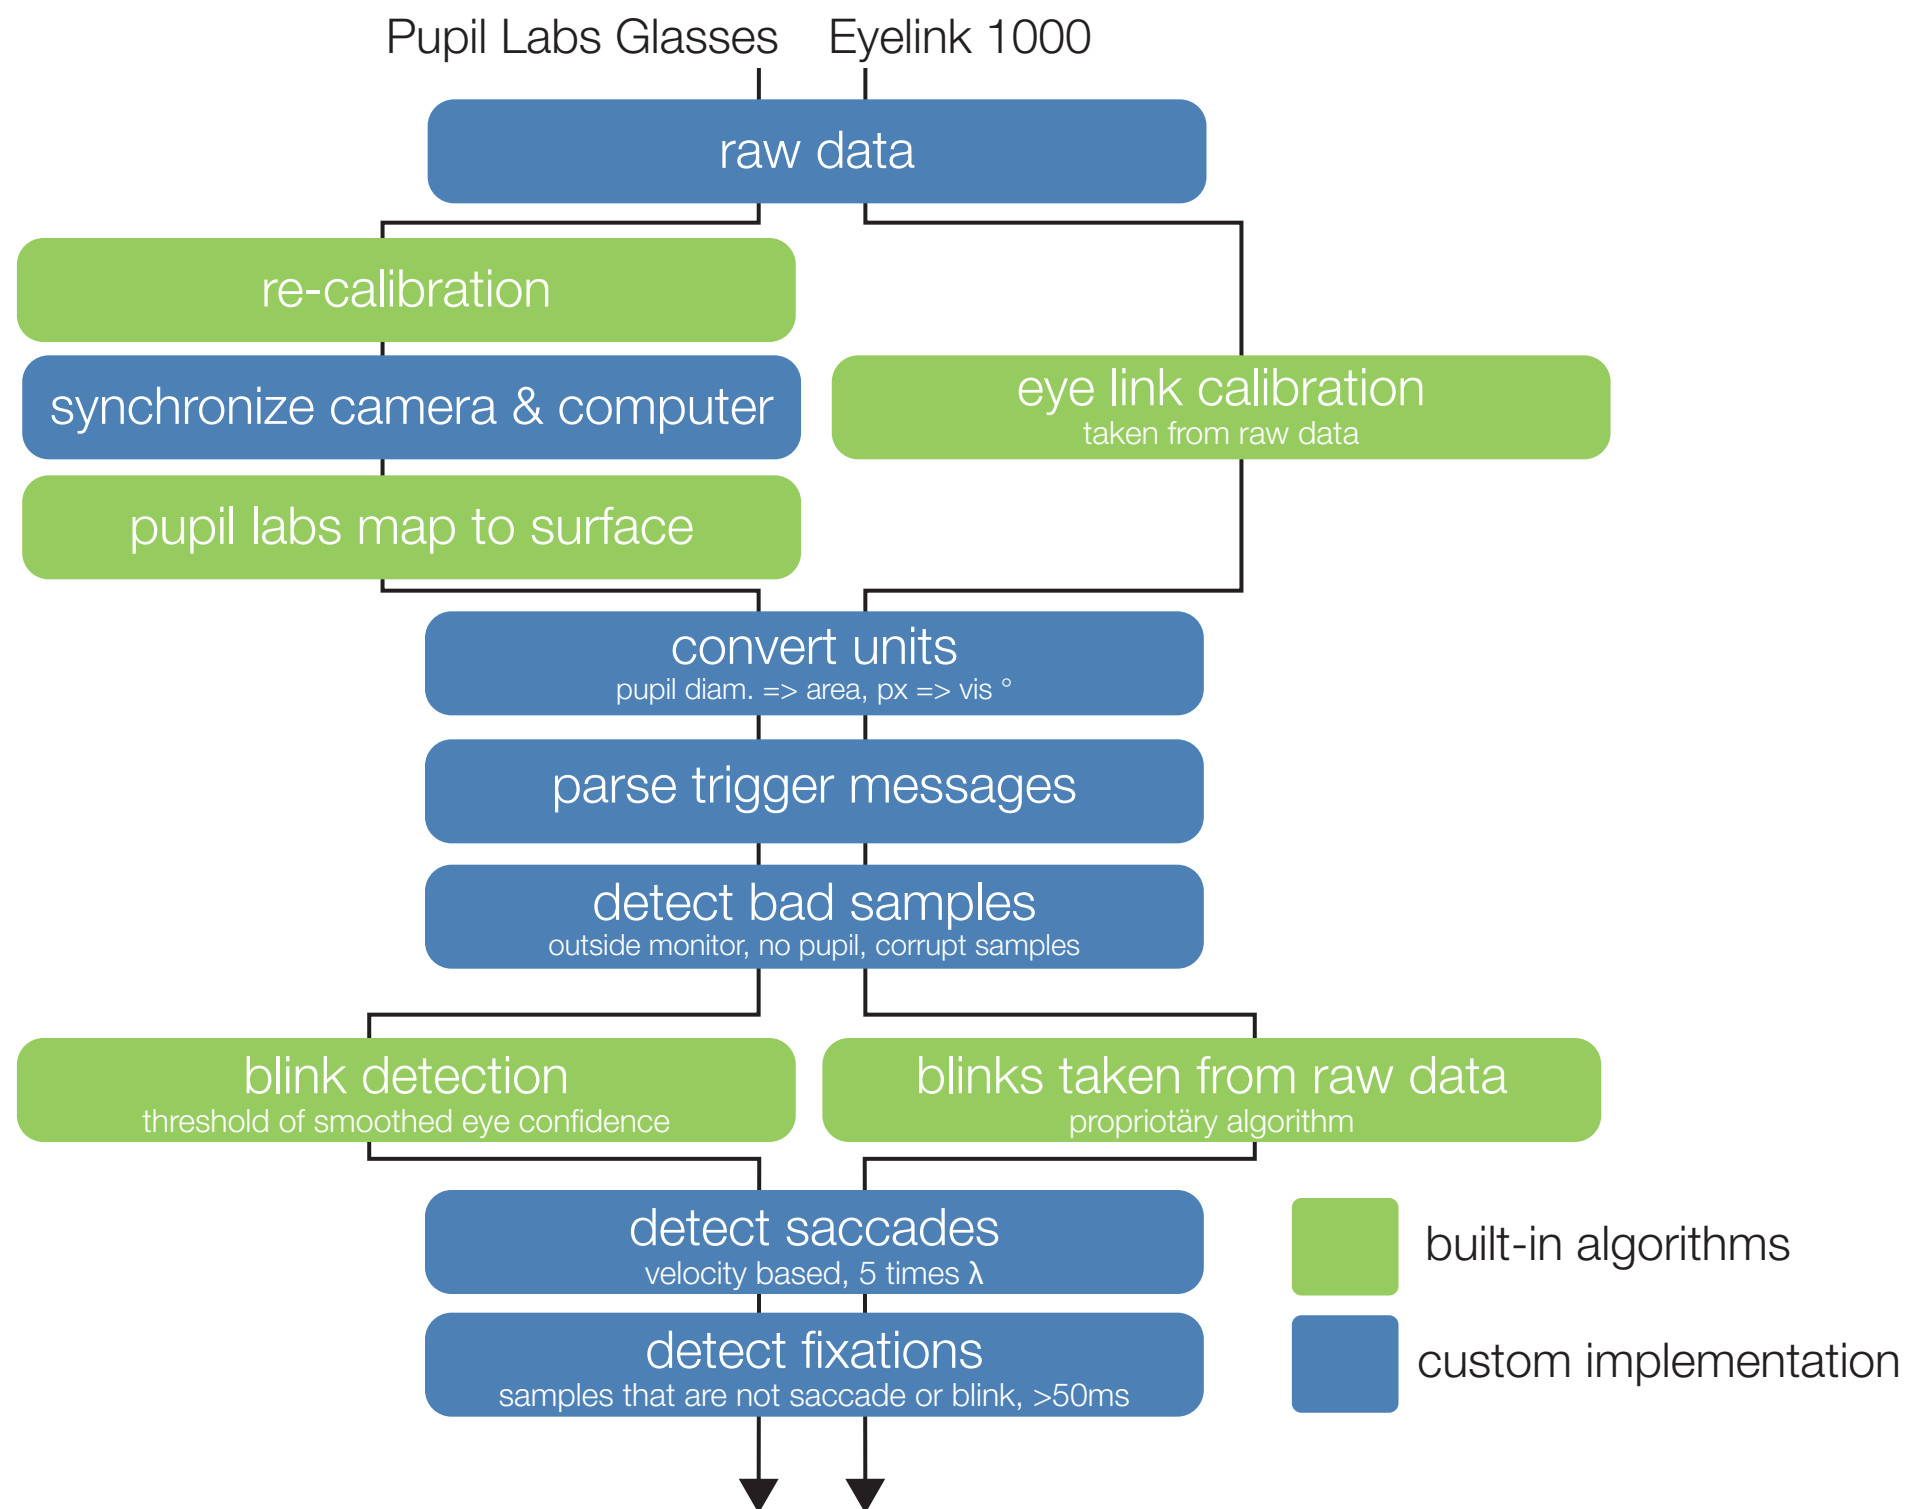 Pupil Labs Glasses
Eyelink 1000
raw data
re-calibration
synchronize camera & computer
eye link calibration
taken from raw data
pupil labs map to surface
convert units
pupil diam. => area, px => vis °
parse trigger messages
detect bad samples
outside monitor, no pupil, corrupt samples
blink detection
threshold of smoothed eye confidence
blinks taken from raw data
propriotäry algorithm
detect saccades
velocity based, 5 times λ
detect fixations
samples that are not saccade or blink, >50ms
built-in algorithms
custom implementation